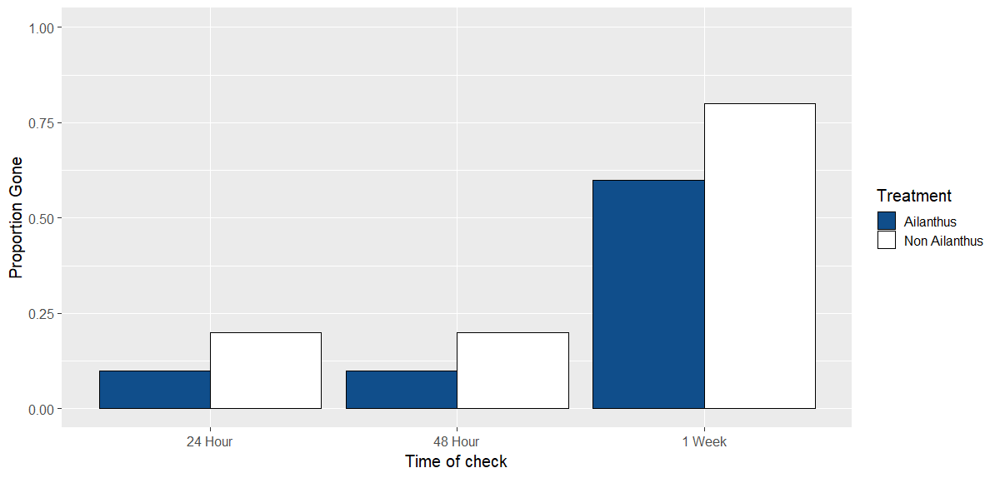 1.00
0.75
0.50
0.25
0.00
Proportion Gone
24 Hour
48 Hour
1 Week
Time of check
Treatment
Ailanthus
Non Ailanthus